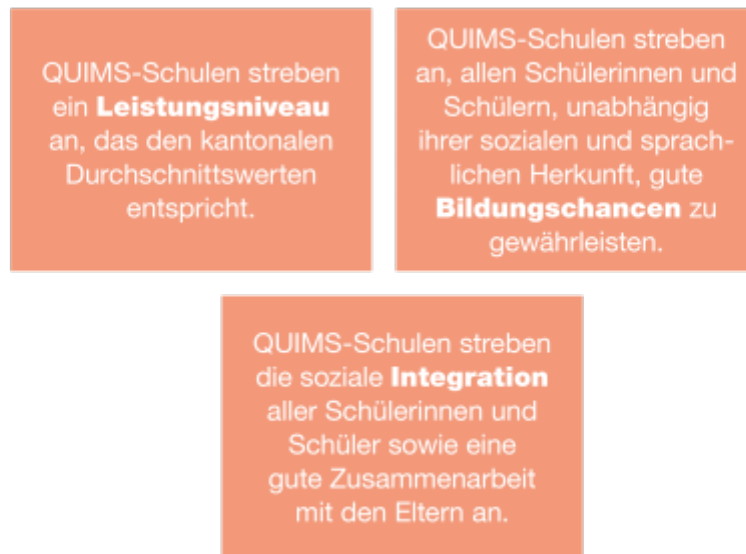 QUIMS-Schulen streben
ein Leistungsniveau
an, das den kantonalen
Durchschnittswerten
entspricht.
QUIMS-Schulen streben
an, allen Schülerinnen und
Schülern, unabhängig
ihrer sozialen und sprach-
lichen Herkunft, gute
Bildungschancen zu
gewährleisten.
QUIMS-Schulen streben
die soziale Integration
aller Schülerinnen und
Schüler sowie eine
gute Zusammenarbeit
mit den Eltern an.